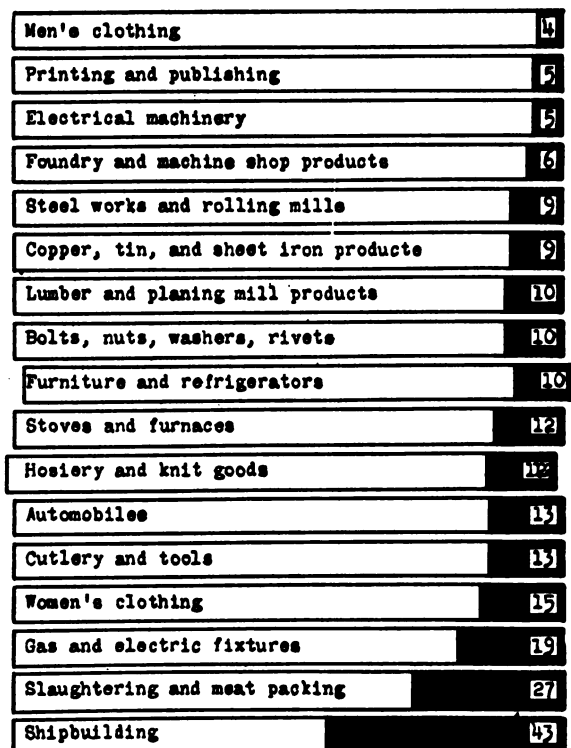 Men's clothing 4
Printing and publishing 5
Electrical machinery 5
Foundry and machine shop products 6
Steel works and rolling mills 9
Copper, tin, and sheet iron products 9
Lumber and planing mill products 10
Bolts, nuts, washers, rivets 10
Furniture and refrigerators 10
Stoves and furnaces 12
Hosiery and knit goods 12
Automobiles 13
Cutlery and tools 13
Women's clothing 15
Gas and electric fixtures 19
Slaughtering and meat packing 27
Shipbuilding 43